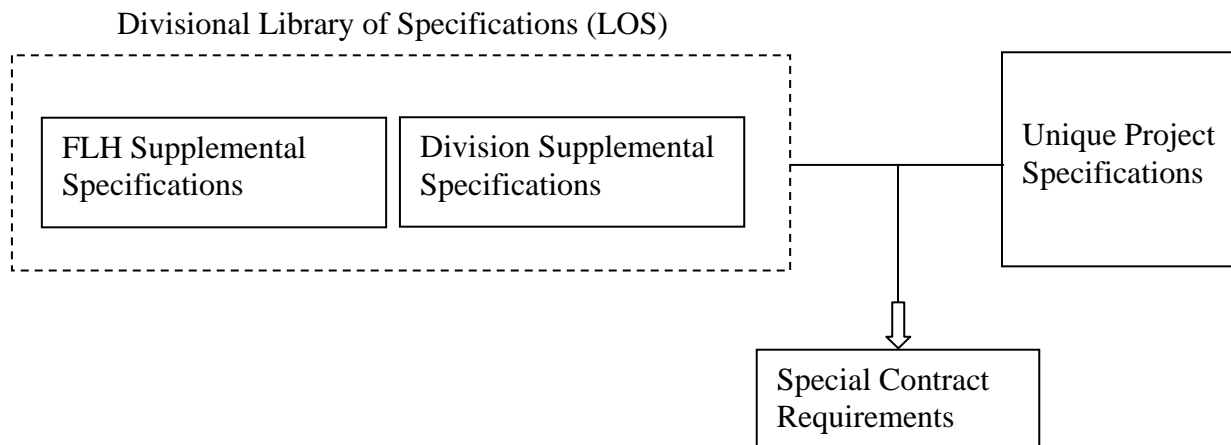 Divisional Library of Specifications (LOS)
FLH Supplemental
Specifications
Division Supplemental
Specifications
Unique Project
Specifications
Special Contract
Requirements